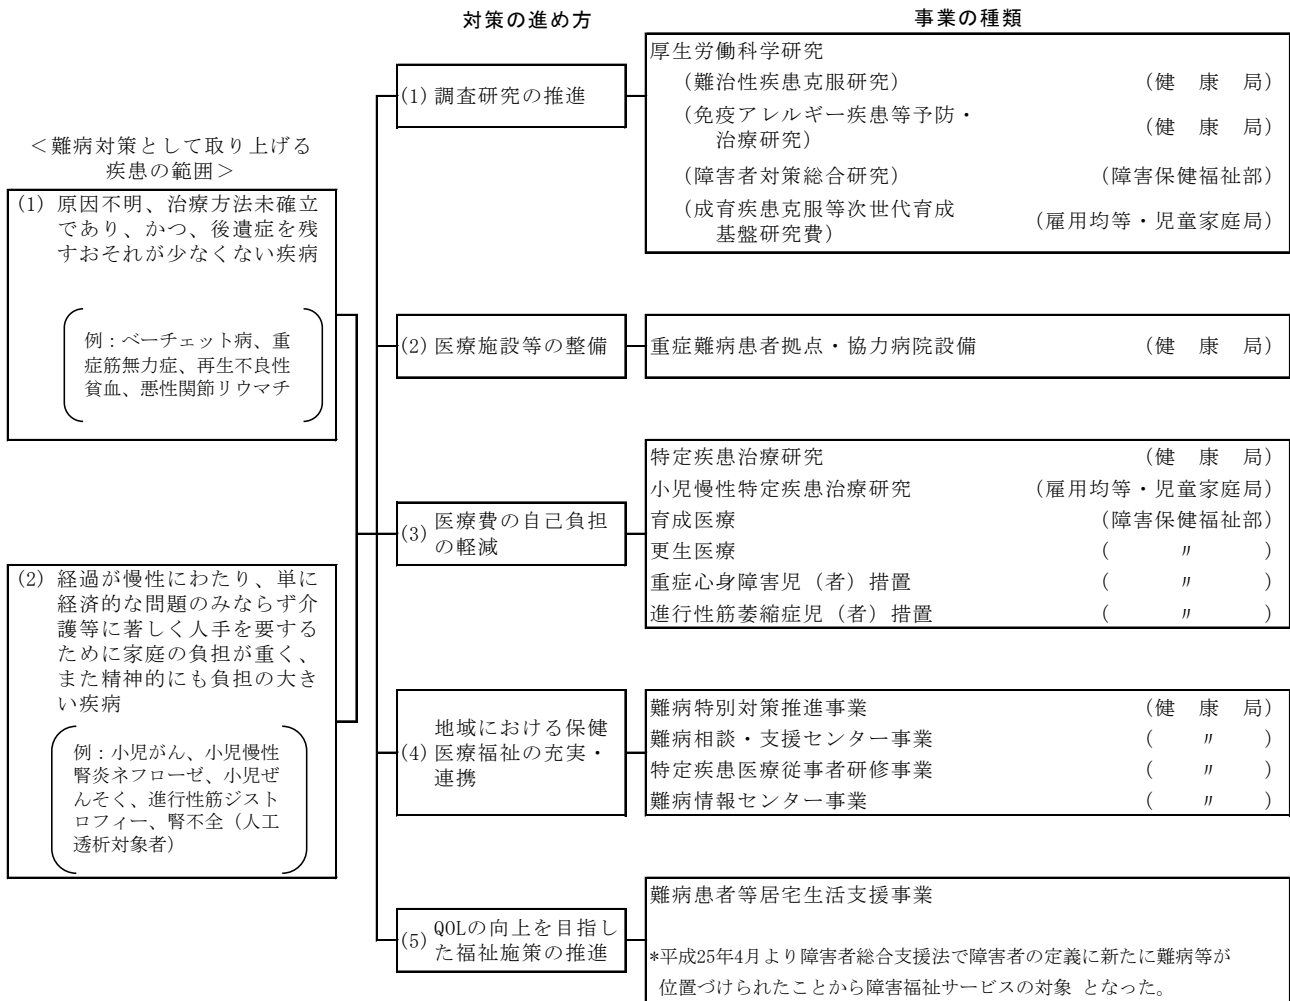 対策の進め方
事業の種類
＜難病対策として取り上げる
疾患の範囲＞
(1) 原因不明、治療方法未確立
であり、かつ、後遺症を残
すおそれが少なくない疾病
例：ベーチェット病、重
症筋無力症、再生不良性
貧血、悪性関節リウマチ
(2) 経過が慢性にわたり、単に
経済的な問題のみならず介
護等に著しく人手を要する
ために家庭の負担が重く、
また精神的にも負担の大き
い疾病
例：小児がん、小児慢性
腎炎ネフローゼ、小児ぜ
んそく、進行性筋ジスト
ロフィー、腎不全（人工
透析対象者）
(1) 調査研究の推進
厚生労働科学研究
（難治性疾患克服研究） （健　康　局）
（免疫アレルギー疾患等予防・
治療研究） （健　康　局）
（障害者対策総合研究） （障害保健福祉部）
（成育疾患克服等次世代育成
基盤研究費） （雇用均等・児童家庭局）
(2) 医療施設等の整備
重症難病患者拠点・協力病院設備 （健　康　局）
(3) 医療費の自己負担
の軽減
特定疾患治療研究 （健　康　局）
小児慢性特定疾患治療研究 （雇用均等・児童家庭局）
育成医療 （障害保健福祉部）
更生医療 （　〃　）
重症心身障害児（者）措置 （　〃　）
進行性筋萎縮症児（者）措置 （　〃　）
(4) 地域における保健
医療福祉の充実・
連携
難病特別対策推進事業 （健　康　局）
難病相談・支援センター事業 （　〃　）
特定疾患医療従事者研修事業 （　〃　）
難病情報センター事業 （　〃　）
(5) QOLの向上を目指し
た福祉施策の推進
難病患者等居宅生活支援事業
*平成25年4月より障害者総合支援法で障害者の定義に新たに難病等が
位置づけられたことから障害福祉サービスの対象 となった。